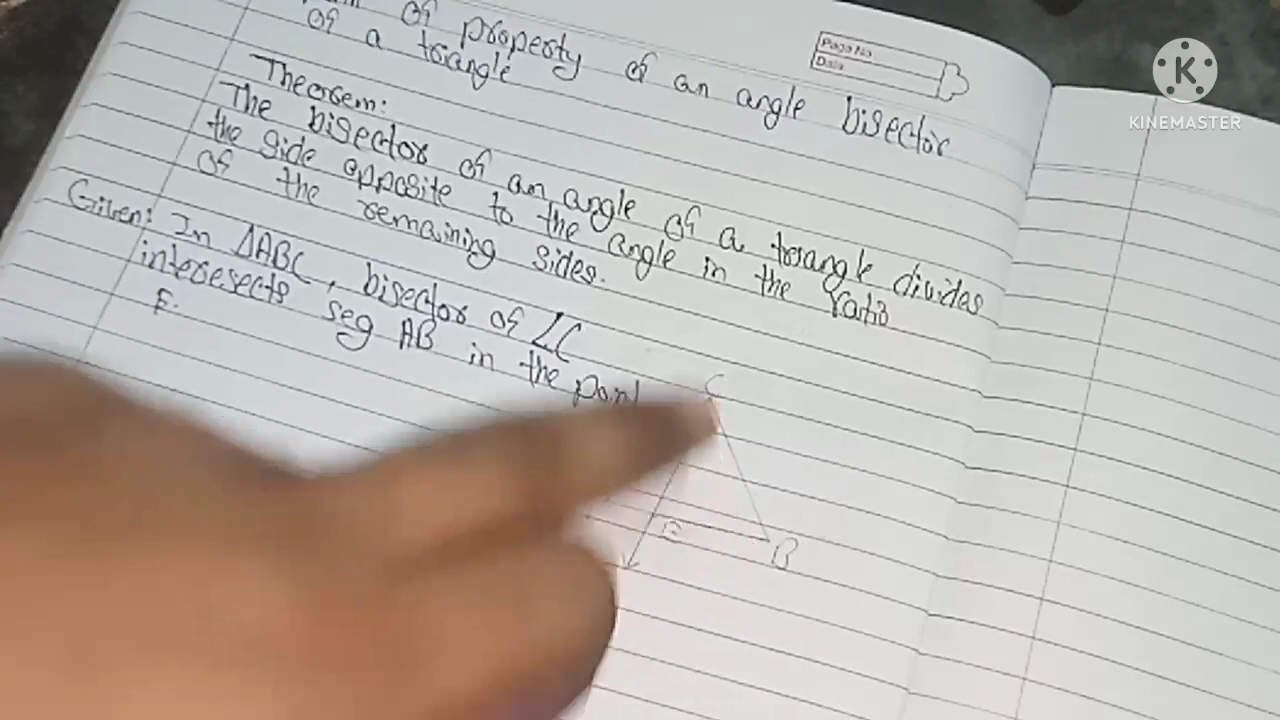 of property of an angle bisector
of a triangle
Page No
Date
K
KINEMASTER
Theorem:
The bisector of an angle of a triangle divides
the side opposite to the angle in the ratio
of the remaining sides.
Given: In ΔABC, bisector of ∠C
interesects seg AB in the point
E.
C
E
B